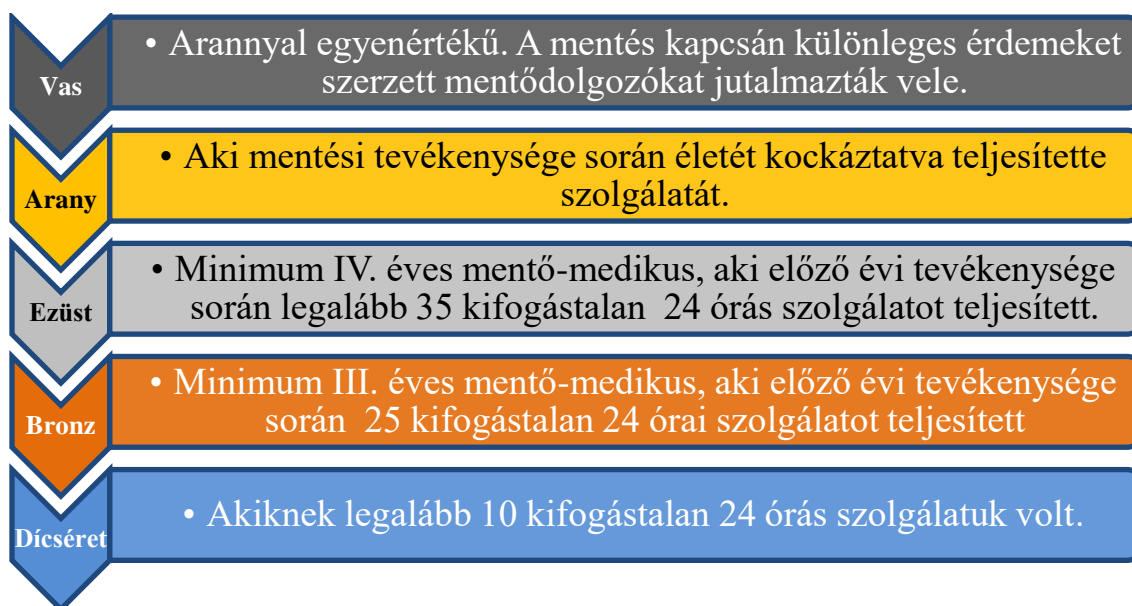 Vas
• Arannyal egyenértékű. A mentés kapcsán különleges érdemeket
szerzett mentődolgozókat jutalmazták vele.
Arany
• Aki mentési tevékenysége során életét kockáztatva teljesítette
szolgálatát.
Ezüst
• Minimum IV. éves mentő-medikus, aki előző évi tevékenysége
során legalább 35 kifogástalan 24 órás szolgálatot teljesített.
Bronz
• Minimum III. éves mentő-medikus, aki előző évi tevékenysége
során 25 kifogástalan 24 órai szolgálatot teljesített
Dícséret
• Akiknek legalább 10 kifogástalan 24 órás szolgálatuk volt.